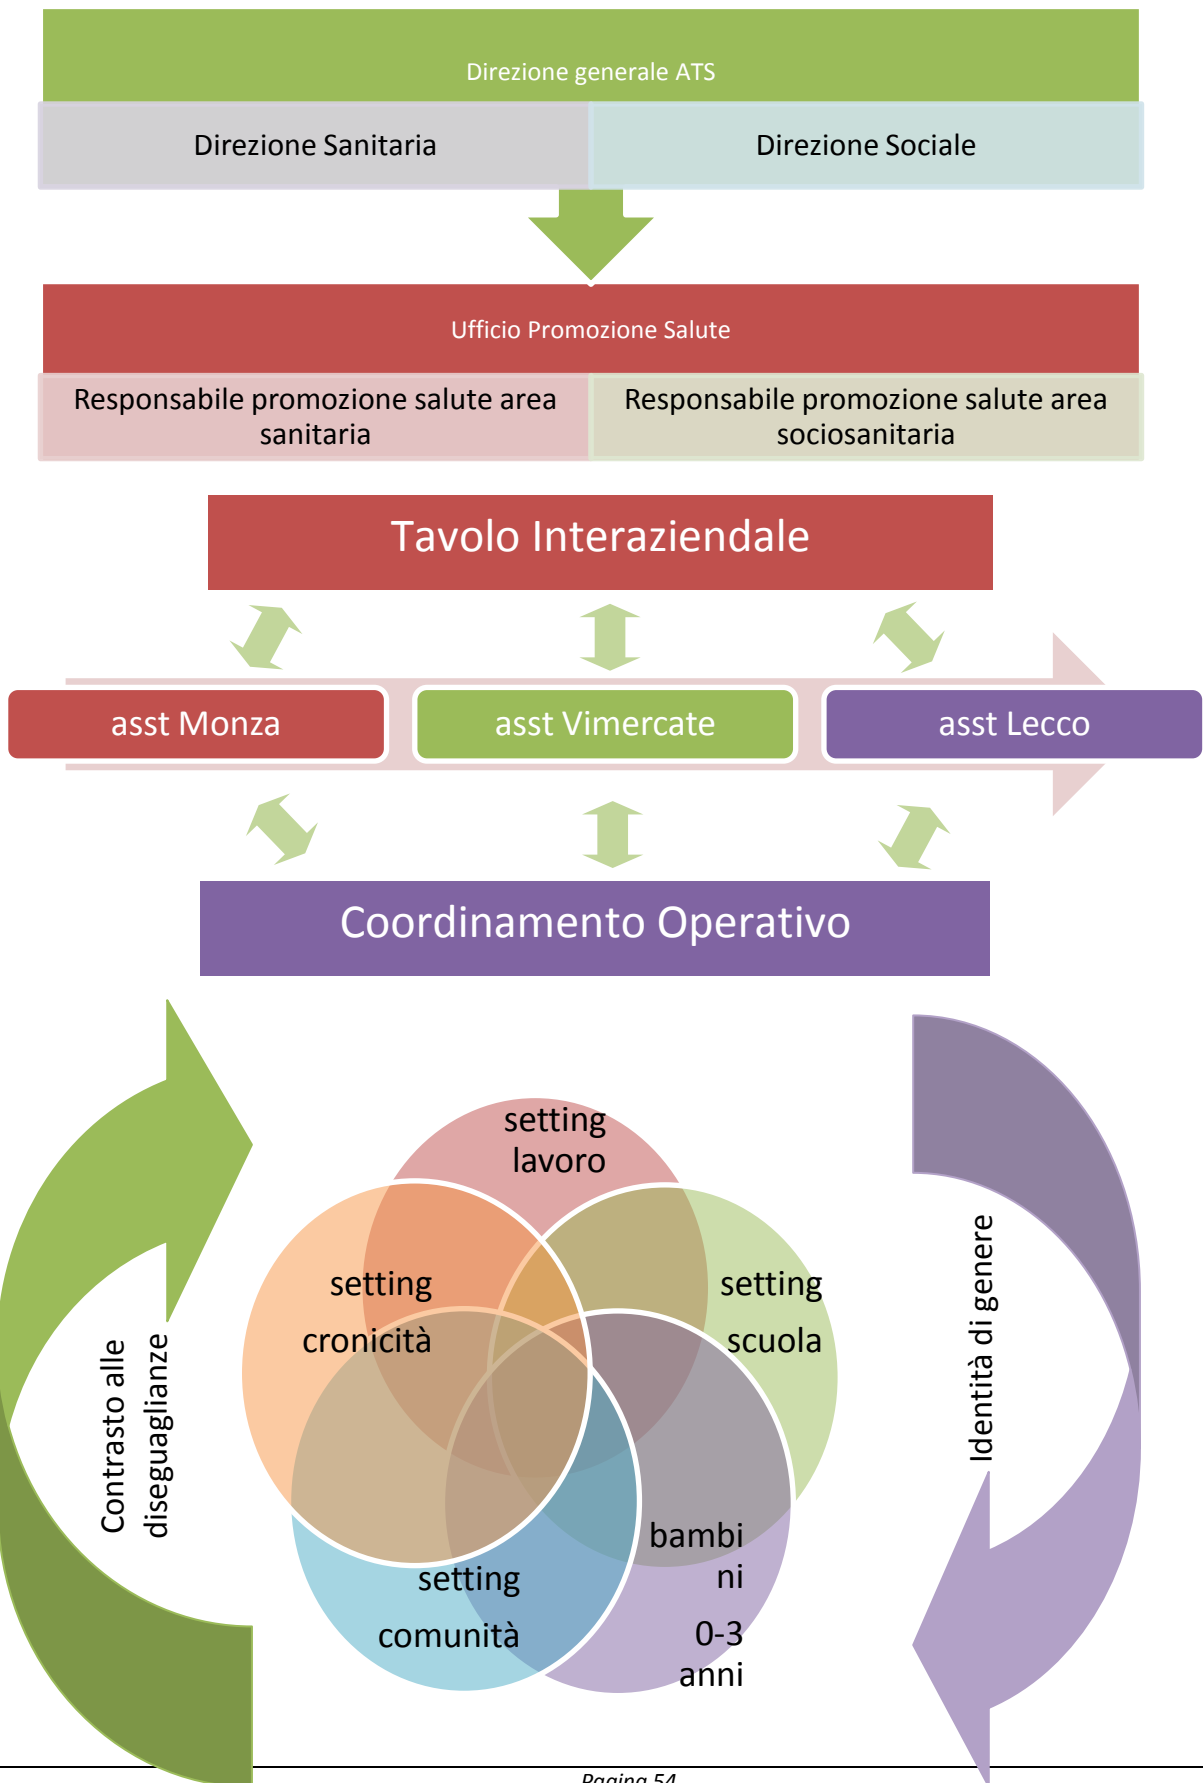 Direzione generale ATS
Direzione Sanitaria
Direzione Sociale
Ufficio Promozione Salute
Responsabile promozione salute area
sanitaria
Responsabile promozione salute area
sociosanitaria
Tavolo Interaziendale
asst Monza
asst Vimercate
asst Lecco
Coordinamento Operativo
setting
lavoro
setting
cronicità
setting
scuola
Contrasto alle
diseguaglianze
Identità di genere
setting
comunità
bambi
ni
0-3
anni
Pagina 54